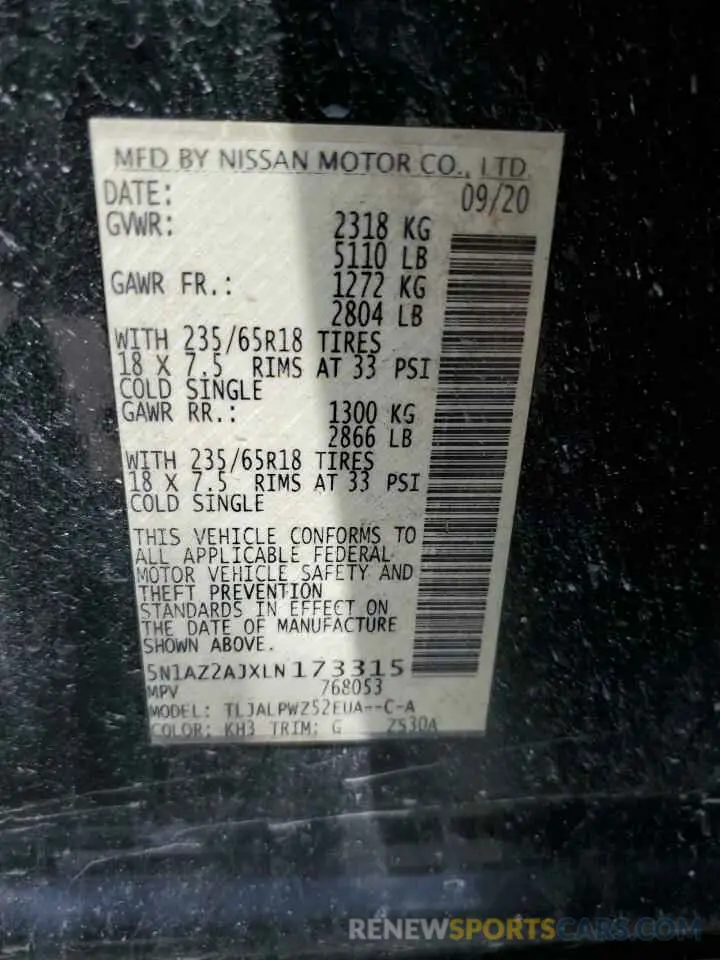 MFD BY NISSAN MOTOR CO., LTD.
DATE: 09/20
GVWR: 2318 KG
5110 LB
GAWR FR.: 1272 KG
2804 LB
WITH 235/65R18 TIRES
18 X 7.5 RIMS AT 33 PSI
COLD SINGLE
GAWR RR.: 1300 KG
2866 LB
WITH 235/65R18 TIRES
18 X 7.5 RIMS AT 33 PSI
COLD SINGLE
THIS VEHICLE CONFORMS TO
ALL APPLICABLE FEDERAL
MOTOR VEHICLE SAFETY AND
THEFT PREVENTION
STANDARDS IN EFFECT ON
THE DATE OF MANUFACTURE
SHOWN ABOVE.
5N1AZ2AJXLN173315
MPV 768053
MODEL: TLJALPWZ52EUA--C-A
COLOR: KH3 TRIM: G Z530A
RENEWSPORTSCARS.COM